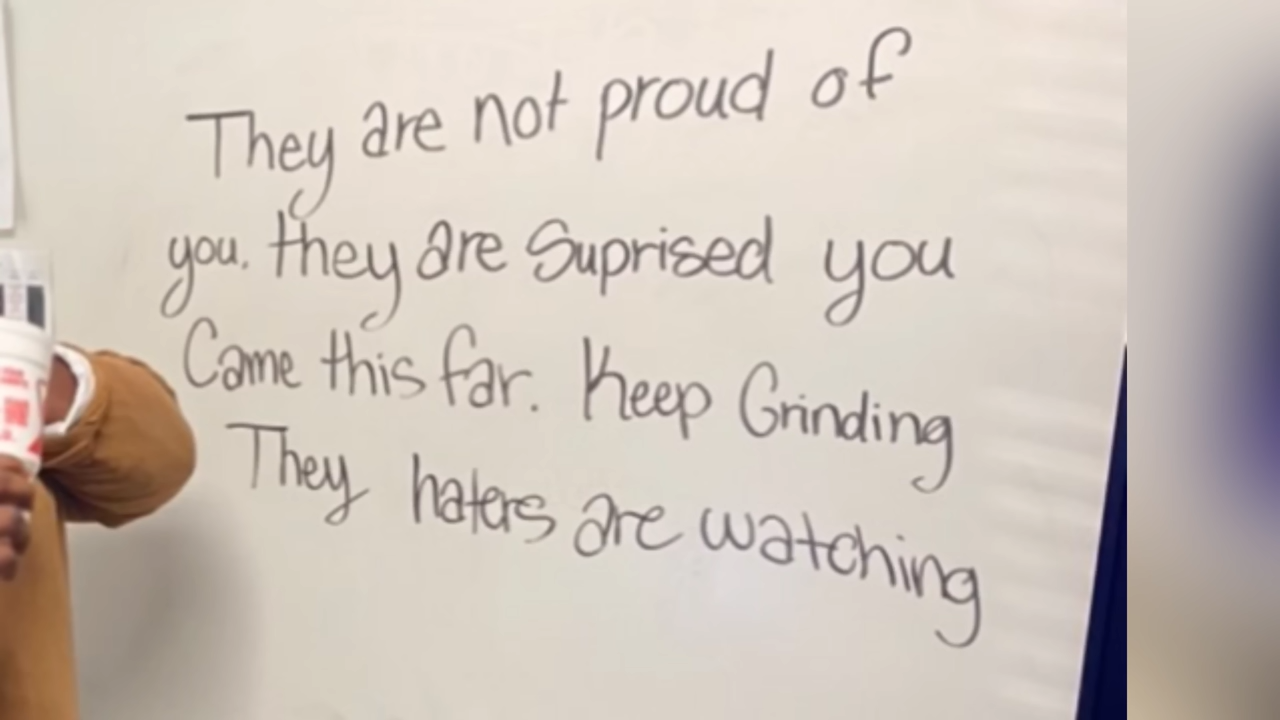 They are not proud of
you. they are Suprised you
Came this far. Keep Grinding
They haters are watching